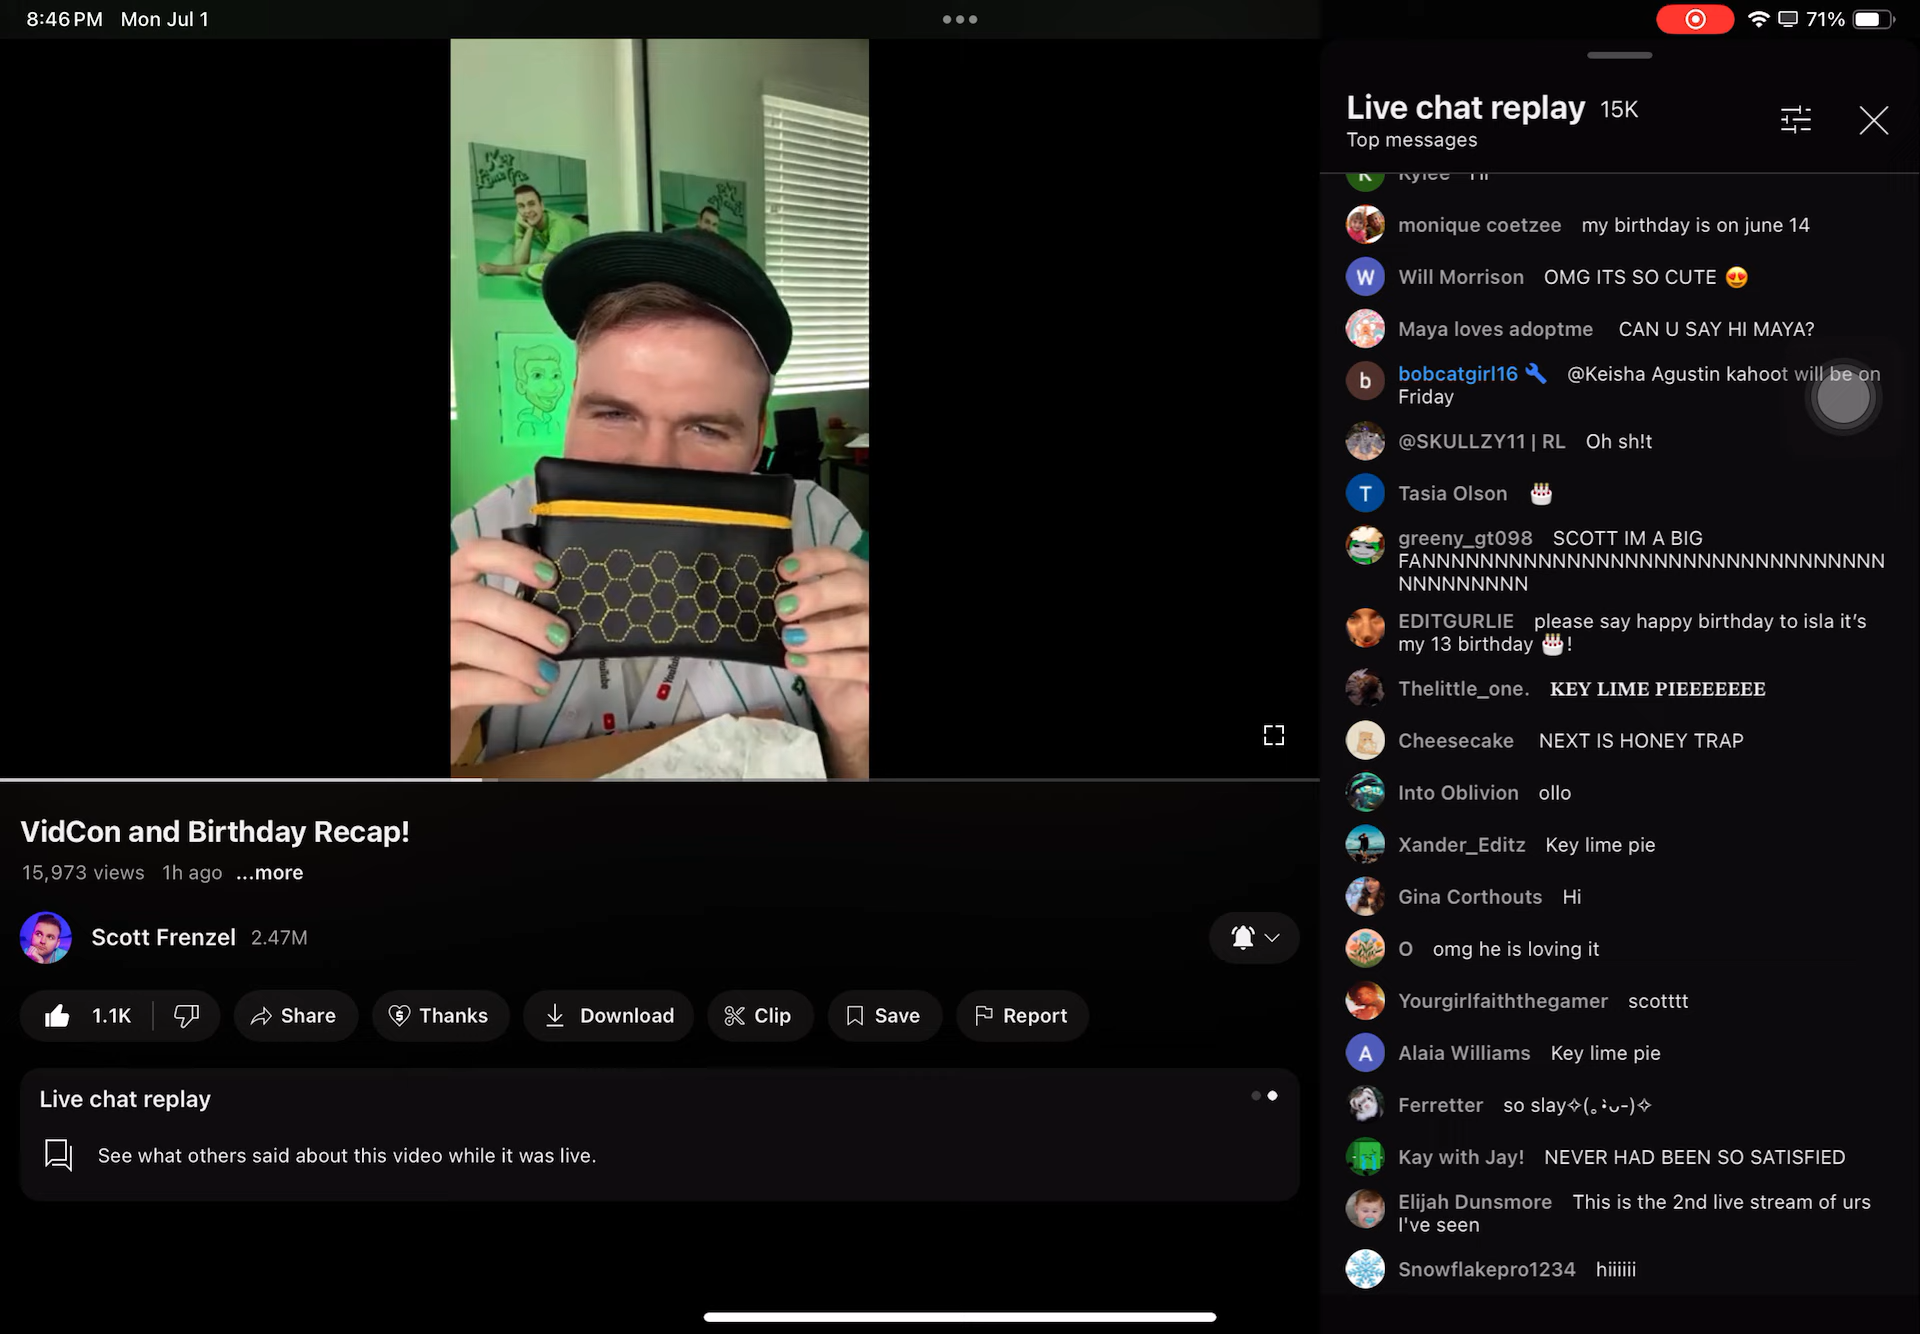 8:46 PM Mon Jul 1
71%
Key
Lime Pie
YouTube
YouTube
VidCon and Birthday Recap!
15,973 views 1h ago ...more
Scott Frenzel 2.47M
1.1K
Share
Thanks
Download
Clip
Save
Report
Live chat replay
See what others said about this video while it was live.
Live chat replay 15K
Top messages
Kylee Hi
monique coetzee my birthday is on june 14
W
Will Morrison OMG ITS SO CUTE 😍
Maya loves adoptme CAN U SAY HI MAYA?
b
bobcatgirl16 @Keisha Agustin kahoot will be on
Friday
@SKULLZY11 | RL Oh sh!t
T
Tasia Olson 🎂
greeny_gt098 SCOTT IM A BIG
FANNNNNNNNNNNNNNNNNNNNNNNNNNNNNNNN
NNNNNNNNN
EDITGURLIE please say happy birthday to isla it’s
my 13 birthday 🎂!
Thelittle_one. KEY LIME PIEEEEEEE
Cheesecake NEXT IS HONEY TRAP
Into Oblivion ollo
Xander_Editz Key lime pie
Gina Corthouts Hi
O omg he is loving it
Yourgirlfaiththegamer scotttt
A
Alaia Williams Key lime pie
Ferretter so slay✧(｡•̀ᴗ-)✧
Kay with Jay! NEVER HAD BEEN SO SATISFIED
Elijah Dunsmore This is the 2nd live stream of urs
I've seen
Snowflakepro1234 hiiiiii